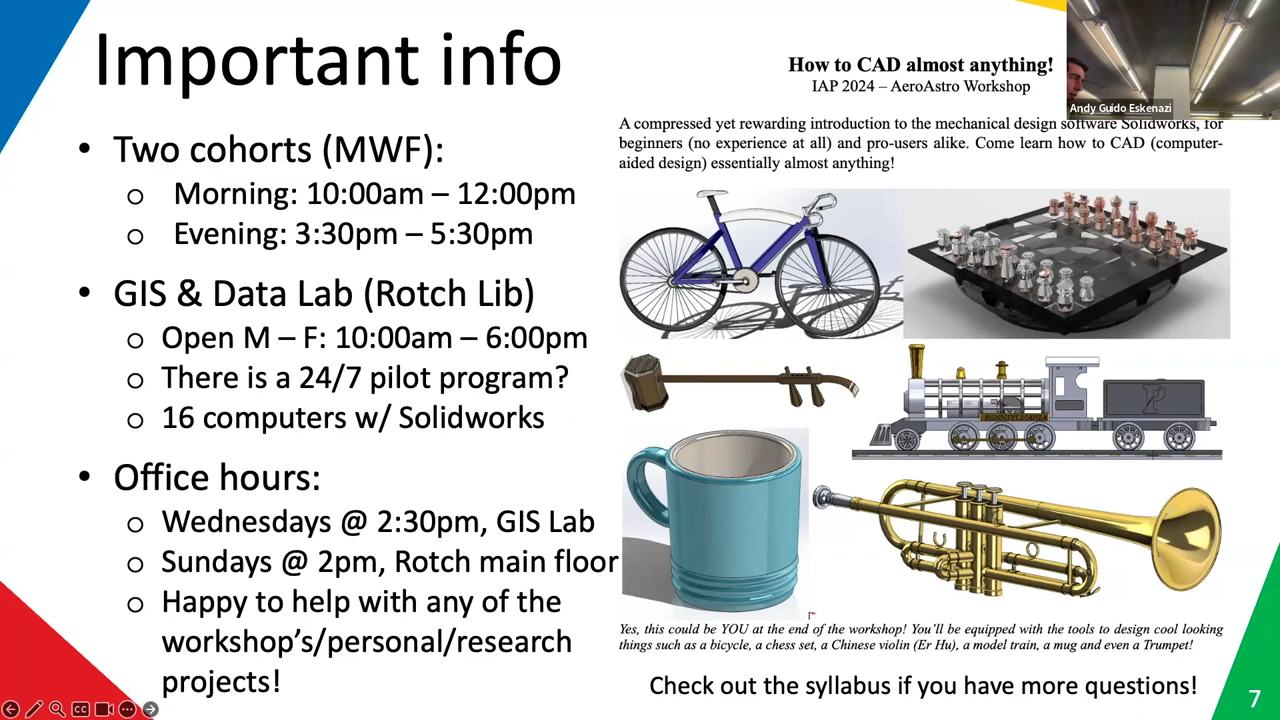 Important info
• Two cohorts (MWF):
o Morning: 10:00am – 12:00pm
o Evening: 3:30pm – 5:30pm
• GIS & Data Lab (Rotch Lib)
o Open M – F: 10:00am – 6:00pm
o There is a 24/7 pilot program?
o 16 computers w/ Solidworks
• Office hours:
o Wednesdays @ 2:30pm, GIS Lab
o Sundays @ 2pm, Rotch main floor
o Happy to help with any of the
workshop's/personal/research
projects!
How to CAD almost anything!
IAP 2024 – AeroAstro Workshop
Andy Guido Eskenazi
A compressed yet rewarding introduction to the mechanical design software Solidworks, for
beginners (no experience at all) and pro-users alike. Come learn how to CAD (computer-
aided design) essentially almost anything!
P
Yes, this could be YOU at the end of the workshop! You'll be equipped with the tools to design cool looking
things such as a bicycle, a chess set, a Chinese violin (Er Hu), a model train, a mug and even a Trumpet!
Check out the syllabus if you have more questions!
7
CC